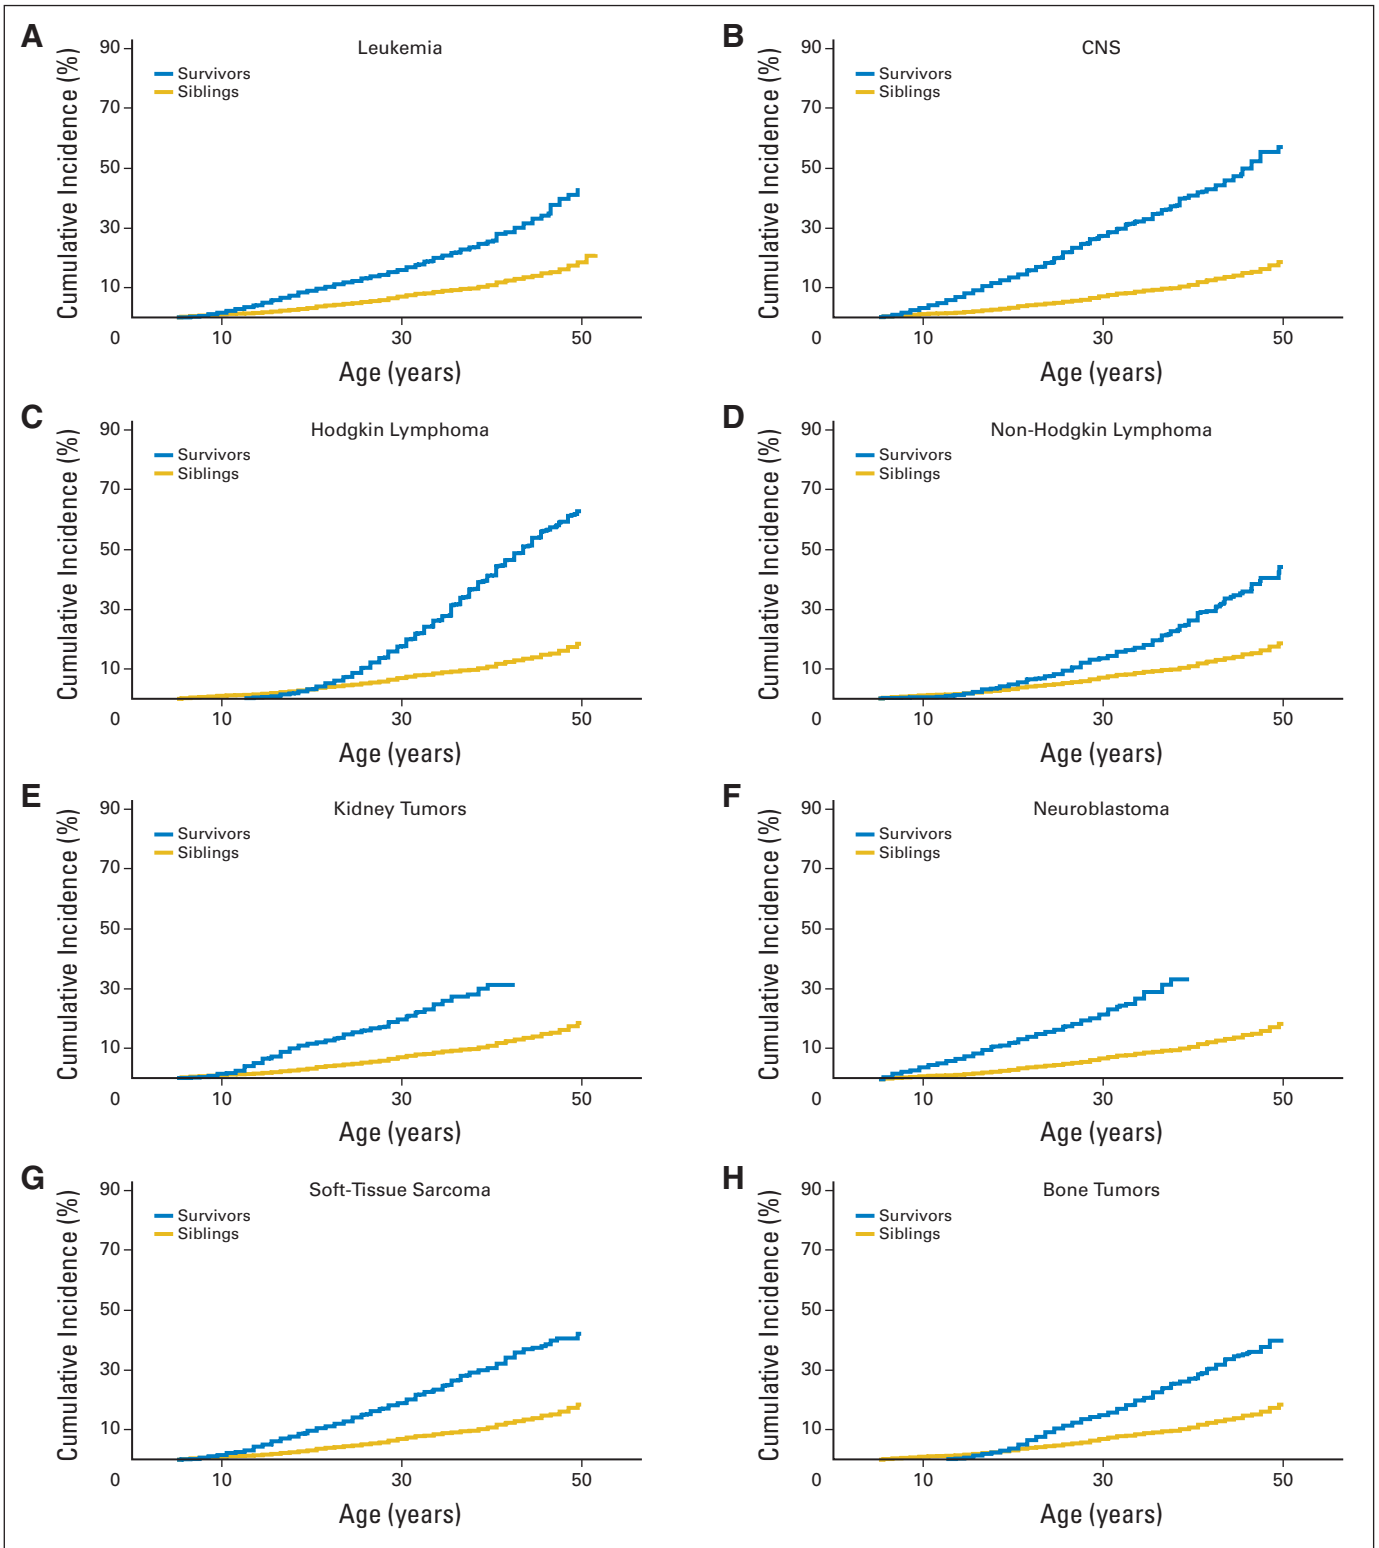 A
Leukemia
Cumulative Incidence (%)
90
70
50
30
10
0
10
30
50
Survivors
Siblings
Age (years)
B
CNS
Cumulative Incidence (%)
90
70
50
30
10
0
10
30
50
Survivors
Siblings
Age (years)
C
Hodgkin Lymphoma
Cumulative Incidence (%)
90
70
50
30
10
0
10
30
50
Survivors
Siblings
Age (years)
D
Non-Hodgkin Lymphoma
Cumulative Incidence (%)
90
70
50
30
10
0
10
30
50
Survivors
Siblings
Age (years)
E
Kidney Tumors
Cumulative Incidence (%)
90
70
50
30
10
0
10
30
50
Survivors
Siblings
Age (years)
F
Neuroblastoma
Cumulative Incidence (%)
90
70
50
30
10
0
10
30
50
Survivors
Siblings
Age (years)
G
Soft-Tissue Sarcoma
Cumulative Incidence (%)
90
70
50
30
10
0
10
30
50
Survivors
Siblings
Age (years)
H
Bone Tumors
Cumulative Incidence (%)
90
70
50
30
10
0
10
30
50
Survivors
Siblings
Age (years)